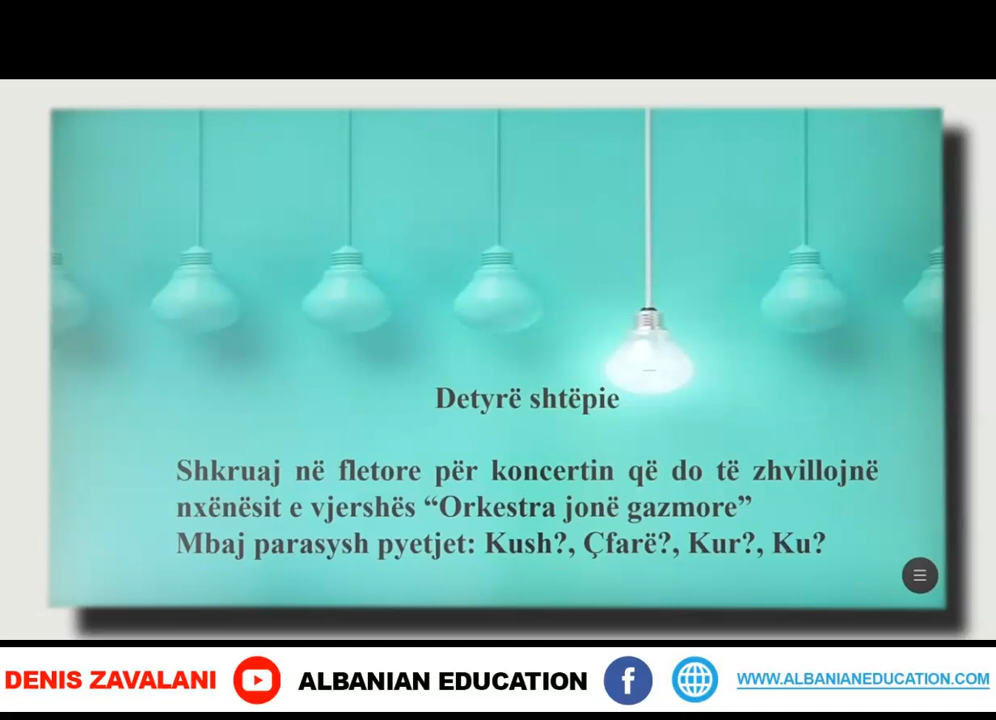 Detyrë shtëpie
Shkruaj në fletore për koncertin që do të zhvillojnë
nxënësit e vjershës “Orkestra jonë gazmore”
Mbaj parasysh pyetjet: Kush?, Çfarë?, Kur?, Ku?
DENIS ZAVALANI ALBANIAN EDUCATION f WWW.ALBANIANEDUCATION.COM